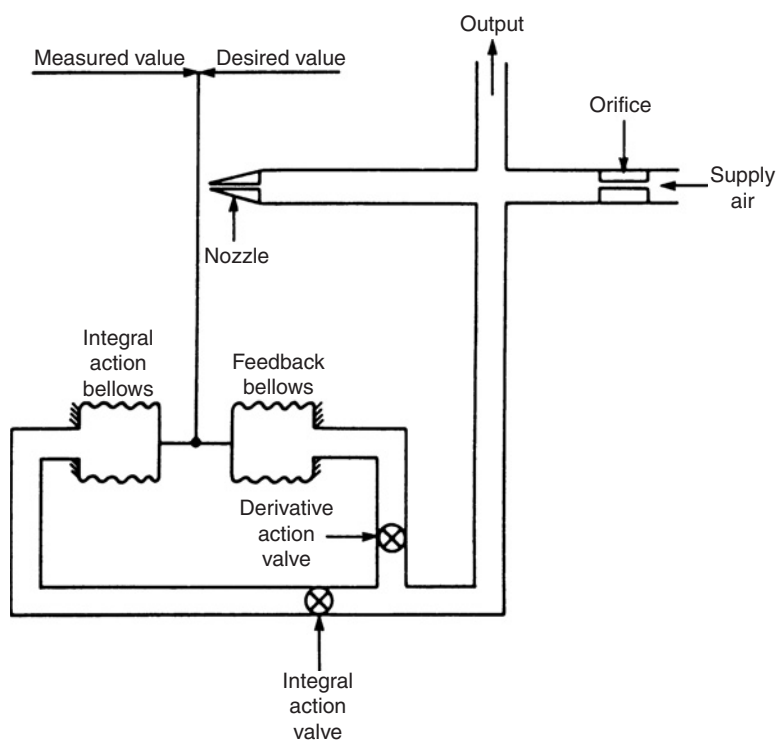 Output
Measured value
Desired value
Orifice
Supply
air
Nozzle
Integral
action
bellows
Feedback
bellows
Derivative
action
valve
Integral
action
valve